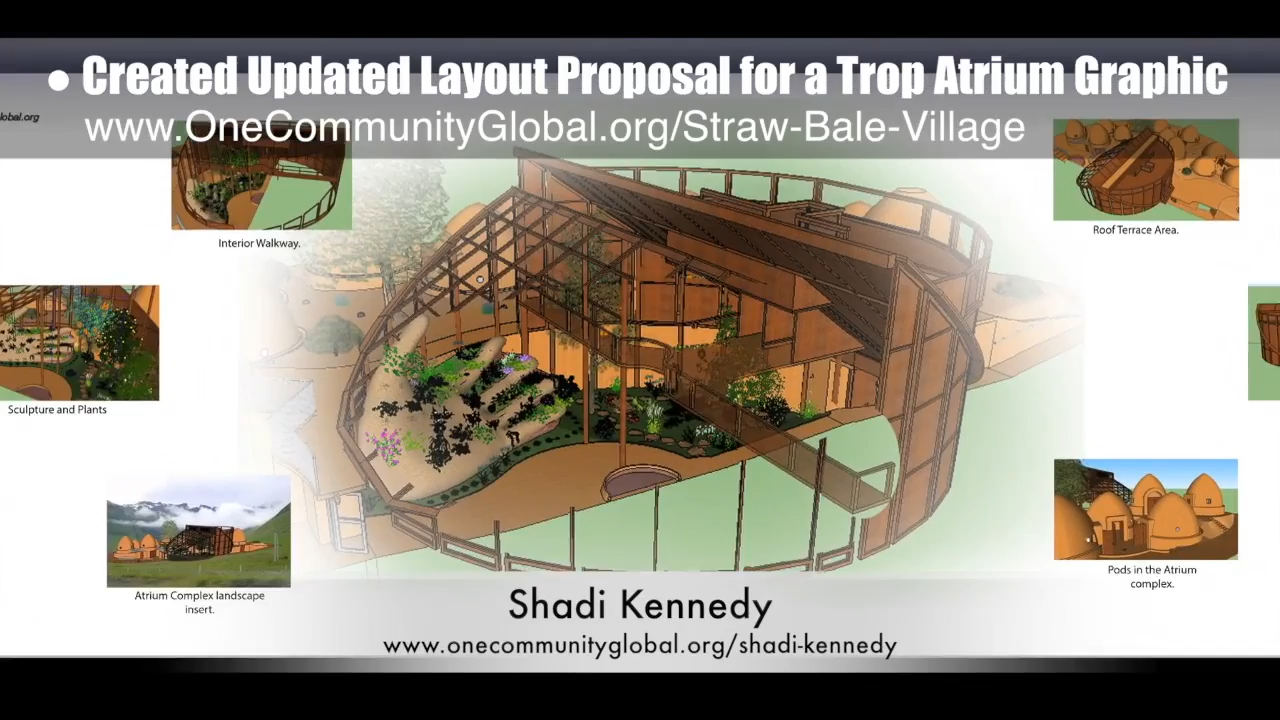 • Created Updated Layout Proposal for a Trop Atrium Graphic
www.OneCommunityGlobal.org/Straw-Bale-Village
lobal.org
Interior Walkway.
Roof Terrace Area.
Sculpture and Plants
Atrium Complex landscape
insert.
Pods in the Atrium
complex.
Shadi Kennedy
www.onecommunityglobal.org/shadi-kennedy